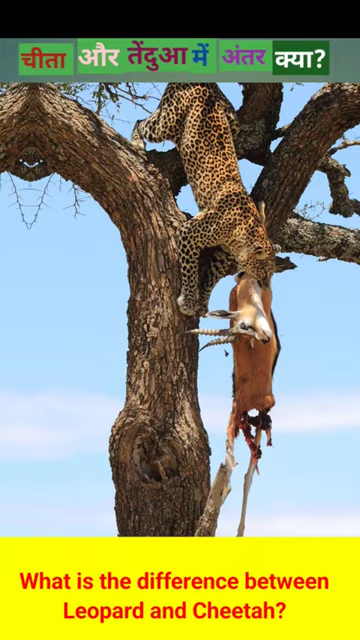 चीता और तेंदुआ में अंतर क्या?
What is the difference between
Leopard and Cheetah?